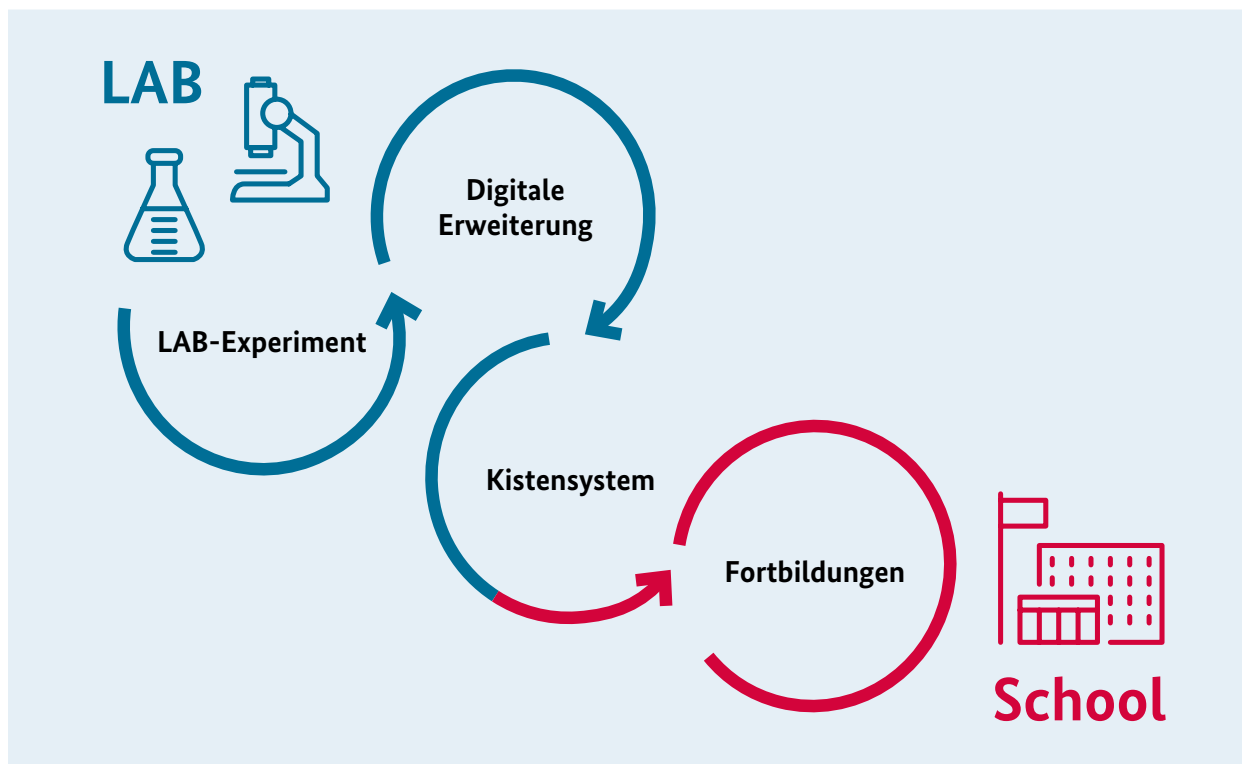 LAB
Digitale
Erweiterung
LAB-Experiment
Kistensystem
Fortbildungen
School